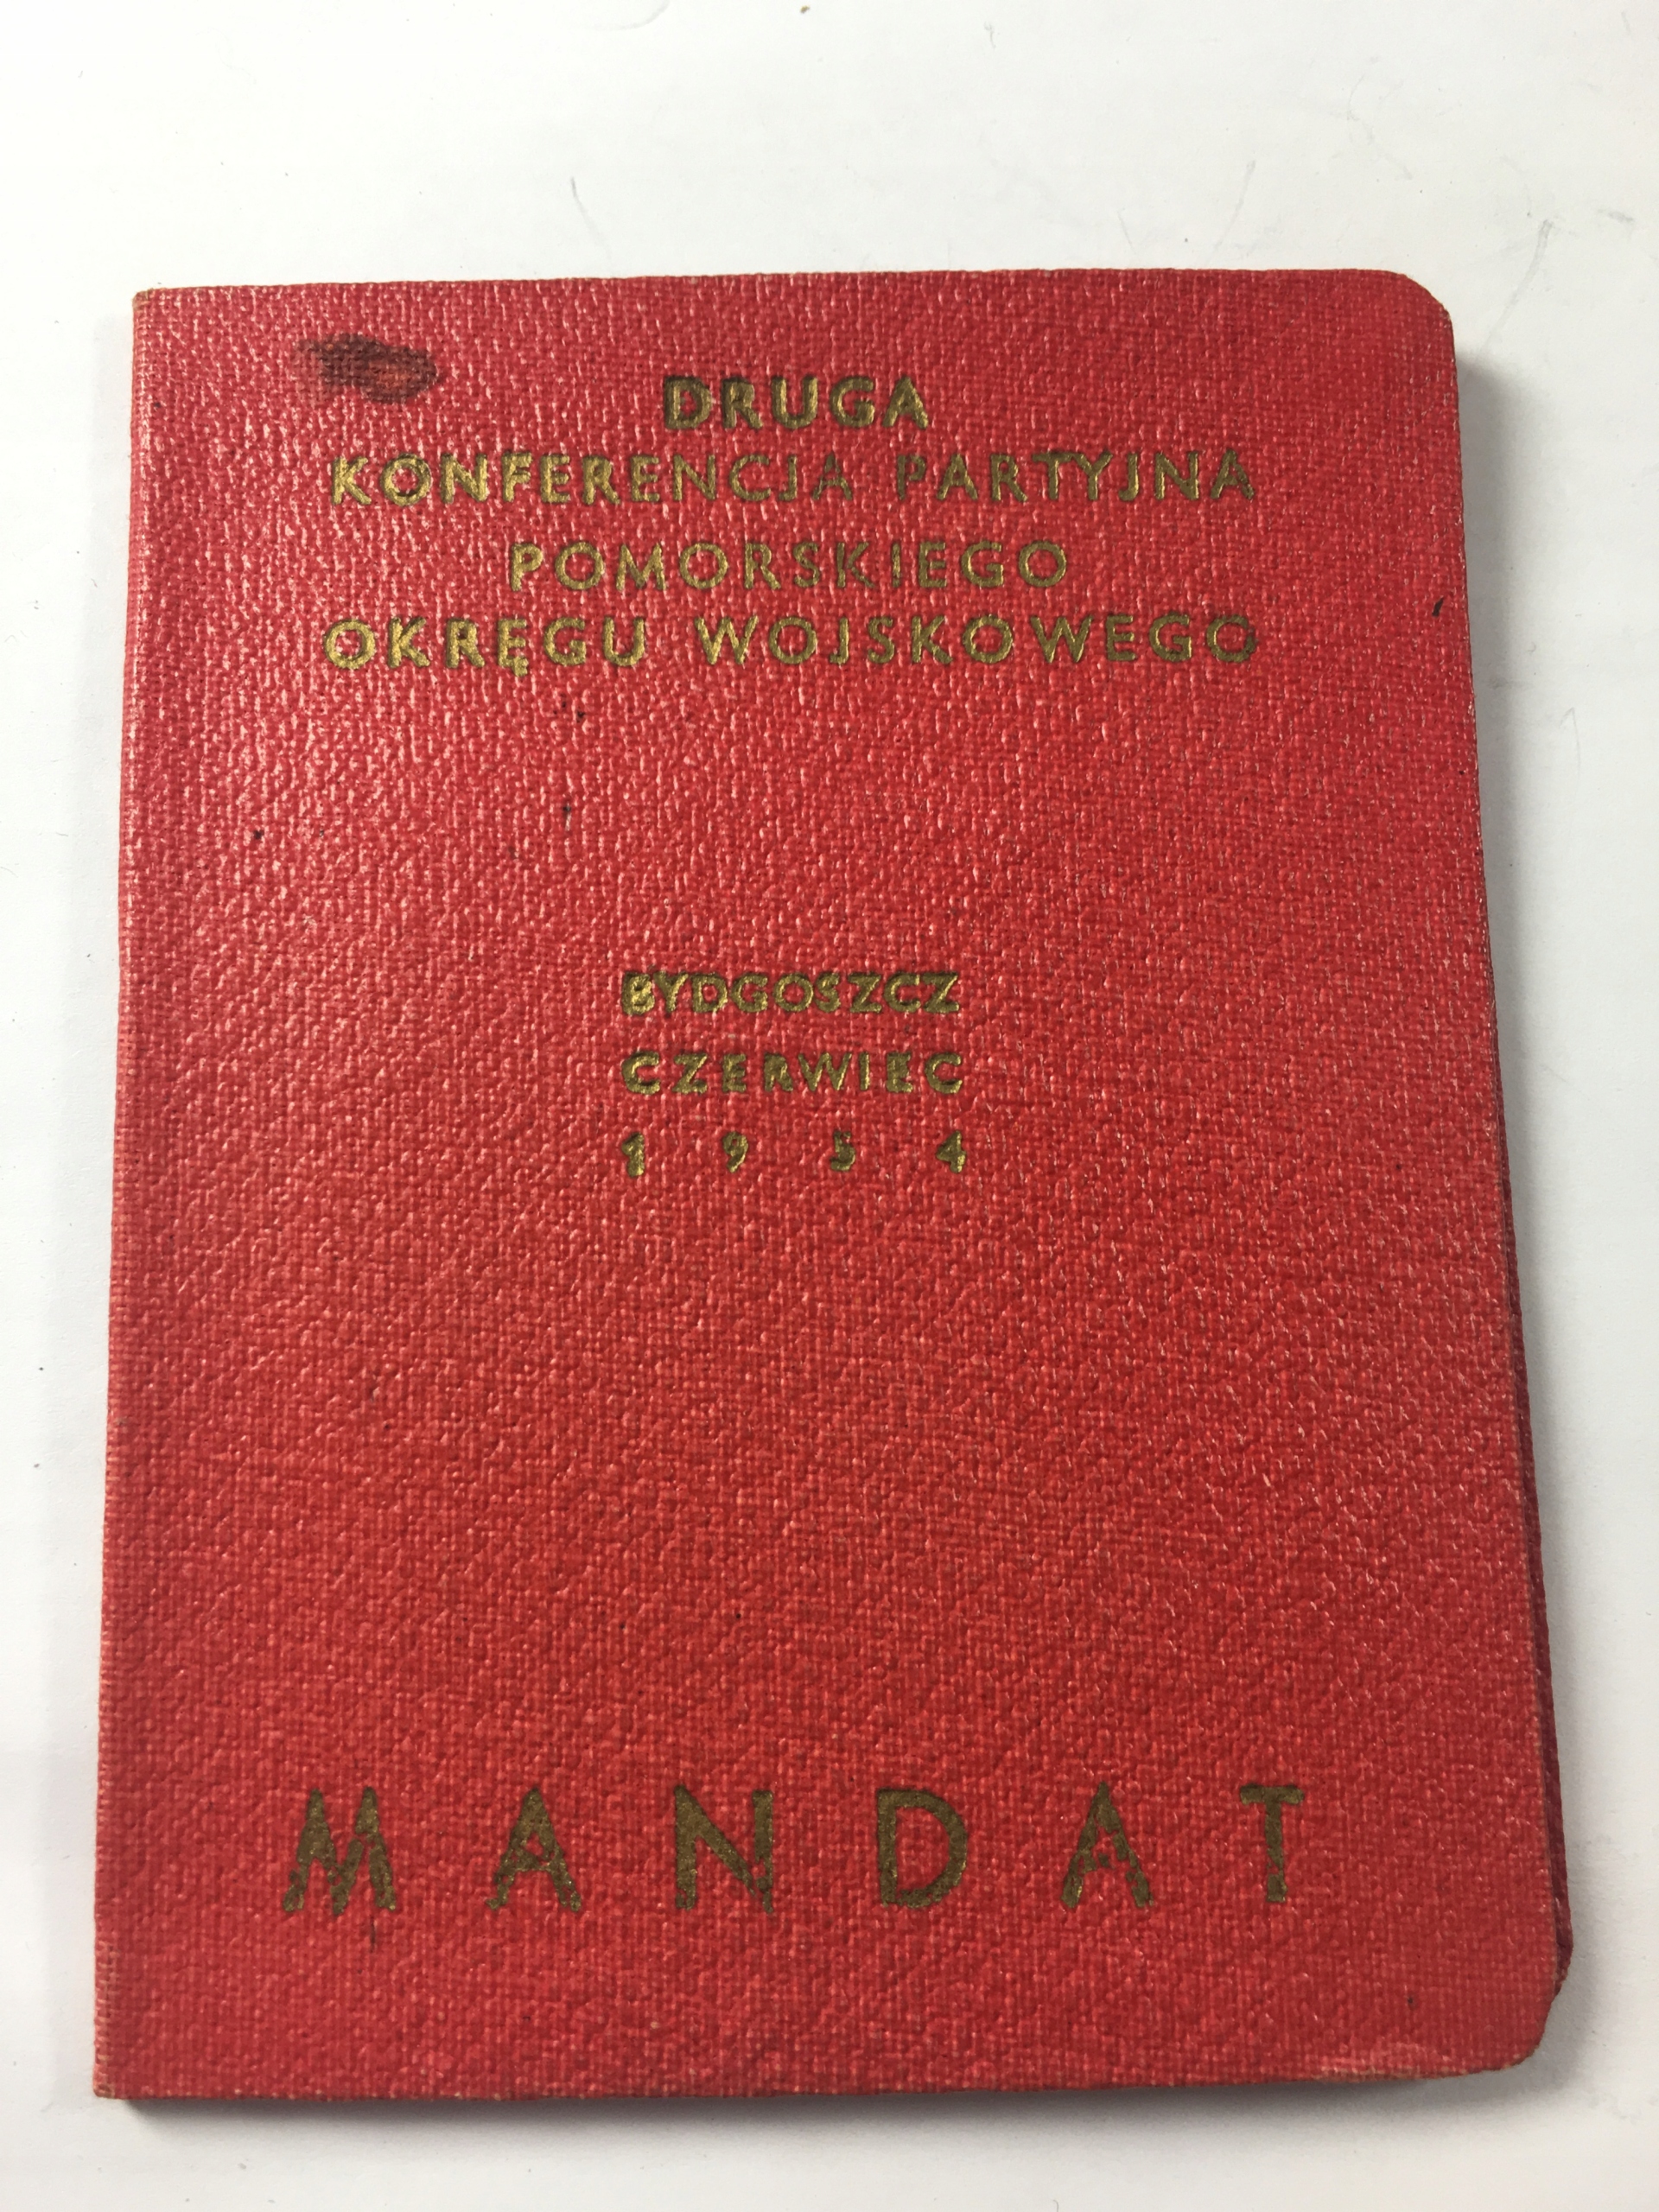 DRUGA
KONFERENCJA PARTYJNA
POMORSKIEGO
OKRĘGU WOJSKOWEGO
BYDGOSZCZ
CZERWIEC
1954
MANDAT